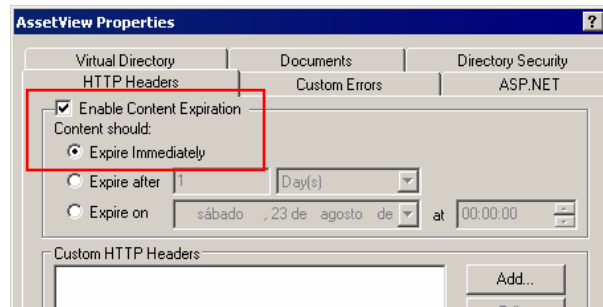 AssetView Properties ?
Virtual Directory Documents Directory Security
HTTP Headers Custom Errors ASP.NET
Enable Content Expiration
Content should:
Expire Immediately
Expire after 1 Day(s)
Expire on sábado , 23 de agosto de at 00:00:00
Custom HTTP Headers
Add...